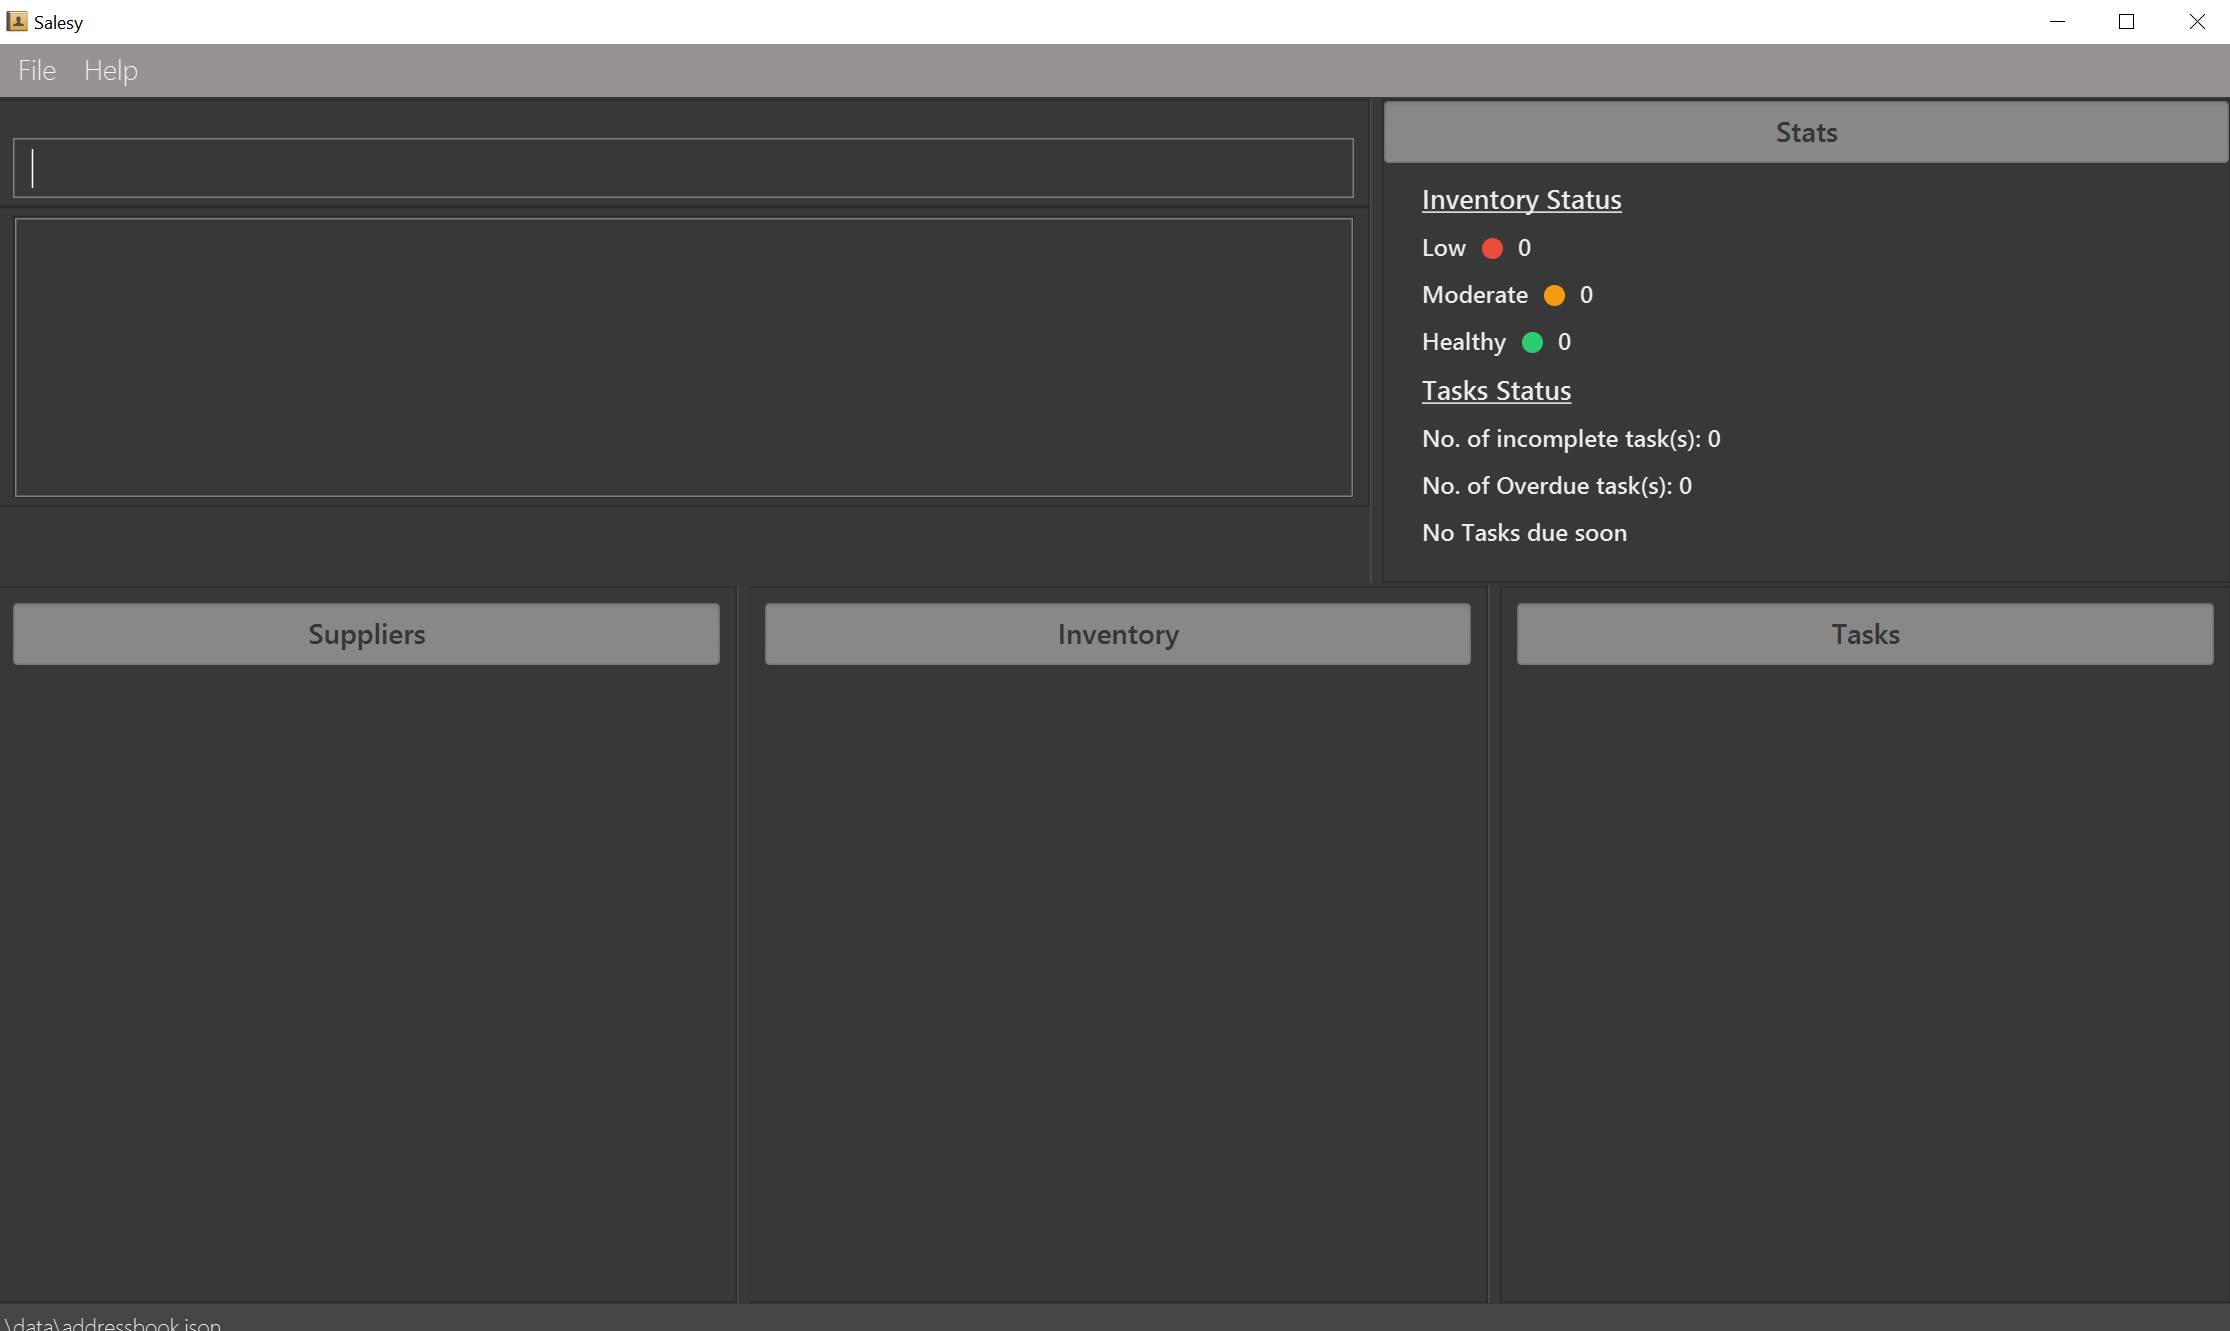 Salesy
File Help
Stats
Inventory Status
Low 0
Moderate 0
Healthy 0
Tasks Status
No. of incomplete task(s): 0
No. of Overdue task(s): 0
No Tasks due soon
Suppliers
Inventory
Tasks
.\data\addressbook.json